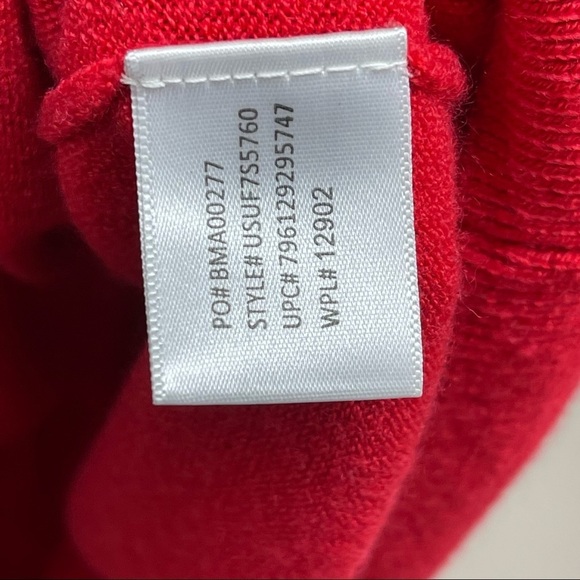 PO# BMA00277
STYLE# USUF7S5760
UPC# 796129295747
WPL# 12902